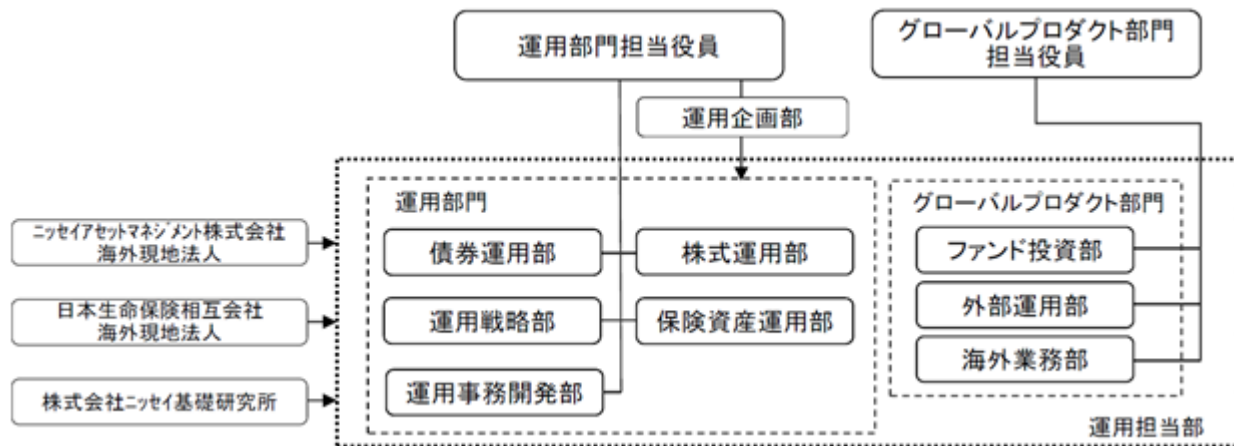 運用部門担当役員
グローバルプロダクト部門
担当役員
運用企画部
運用部門
グローバルプロダクト部門
ニッセイアセットマネジメント株式会社
海外現地法人
債券運用部
株式運用部
ファンド投資部
日本生命保険相互会社
海外現地法人
運用戦略部
保険資産運用部
外部運用部
海外業務部
株式会社ニッセイ基礎研究所
運用事務開発部
運用担当部